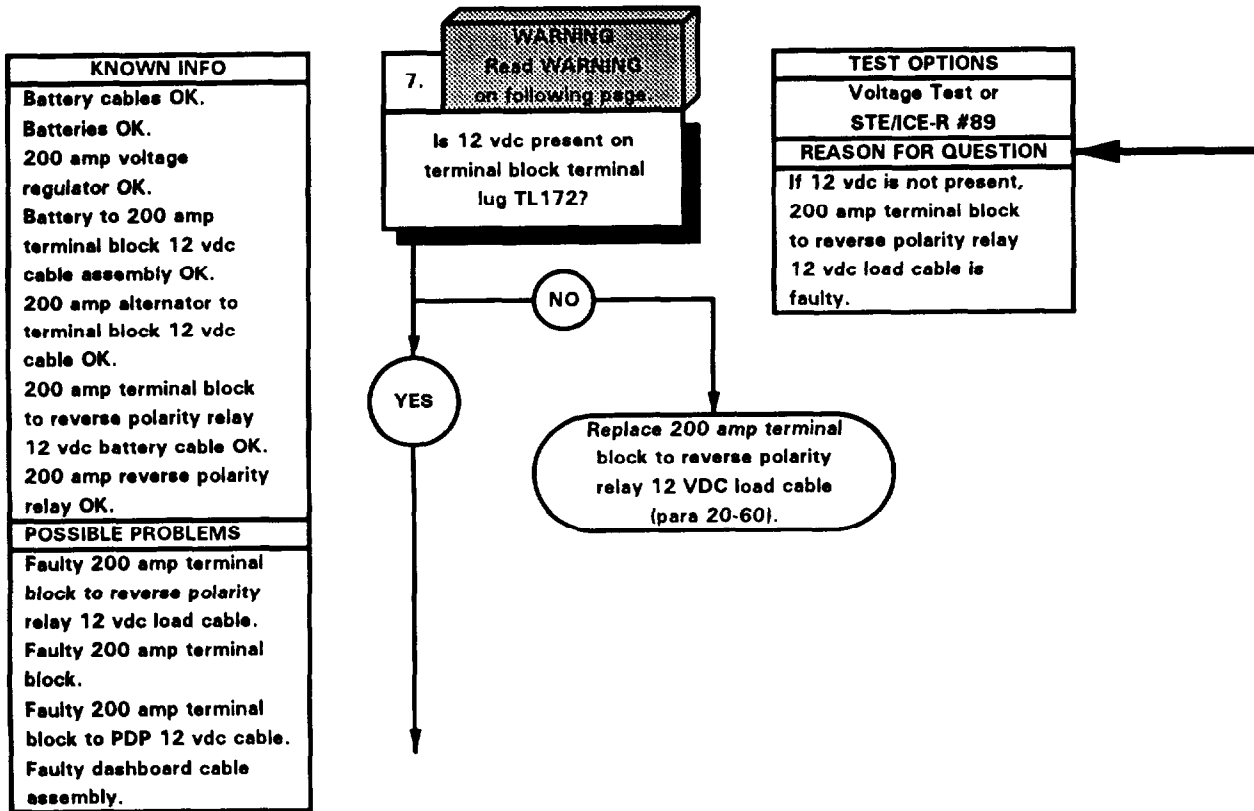 KNOWN INFO
Battery cables OK.
Batteries OK.
200 amp voltage
regulator OK.
Battery to 200 amp
terminal block 12 vdc
cable assembly OK.
200 amp alternator to
terminal block 12 vdc
cable OK.
200 amp terminal block
to reverse polarity relay
12 vdc battery cable OK.
200 amp reverse polarity
relay OK.
POSSIBLE PROBLEMS
Faulty 200 amp terminal
block to reverse polarity
relay 12 vdc load cable.
Faulty 200 amp terminal
block.
Faulty 200 amp terminal
block to PDP 12 vdc cable.
Faulty dashboard cable
assembly.
WARNING
Read WARNING
on following page
7.
Is 12 vdc present on
terminal block terminal
lug TL172?
NO
YES
Replace 200 amp terminal
block to reverse polarity
relay 12 VDC load cable
(para 20-60).
TEST OPTIONS
Voltage Test or
STE/ICE-R #89
REASON FOR QUESTION
If 12 vdc is not present,
200 amp terminal block
to reverse polarity relay
12 vdc load cable is
faulty.